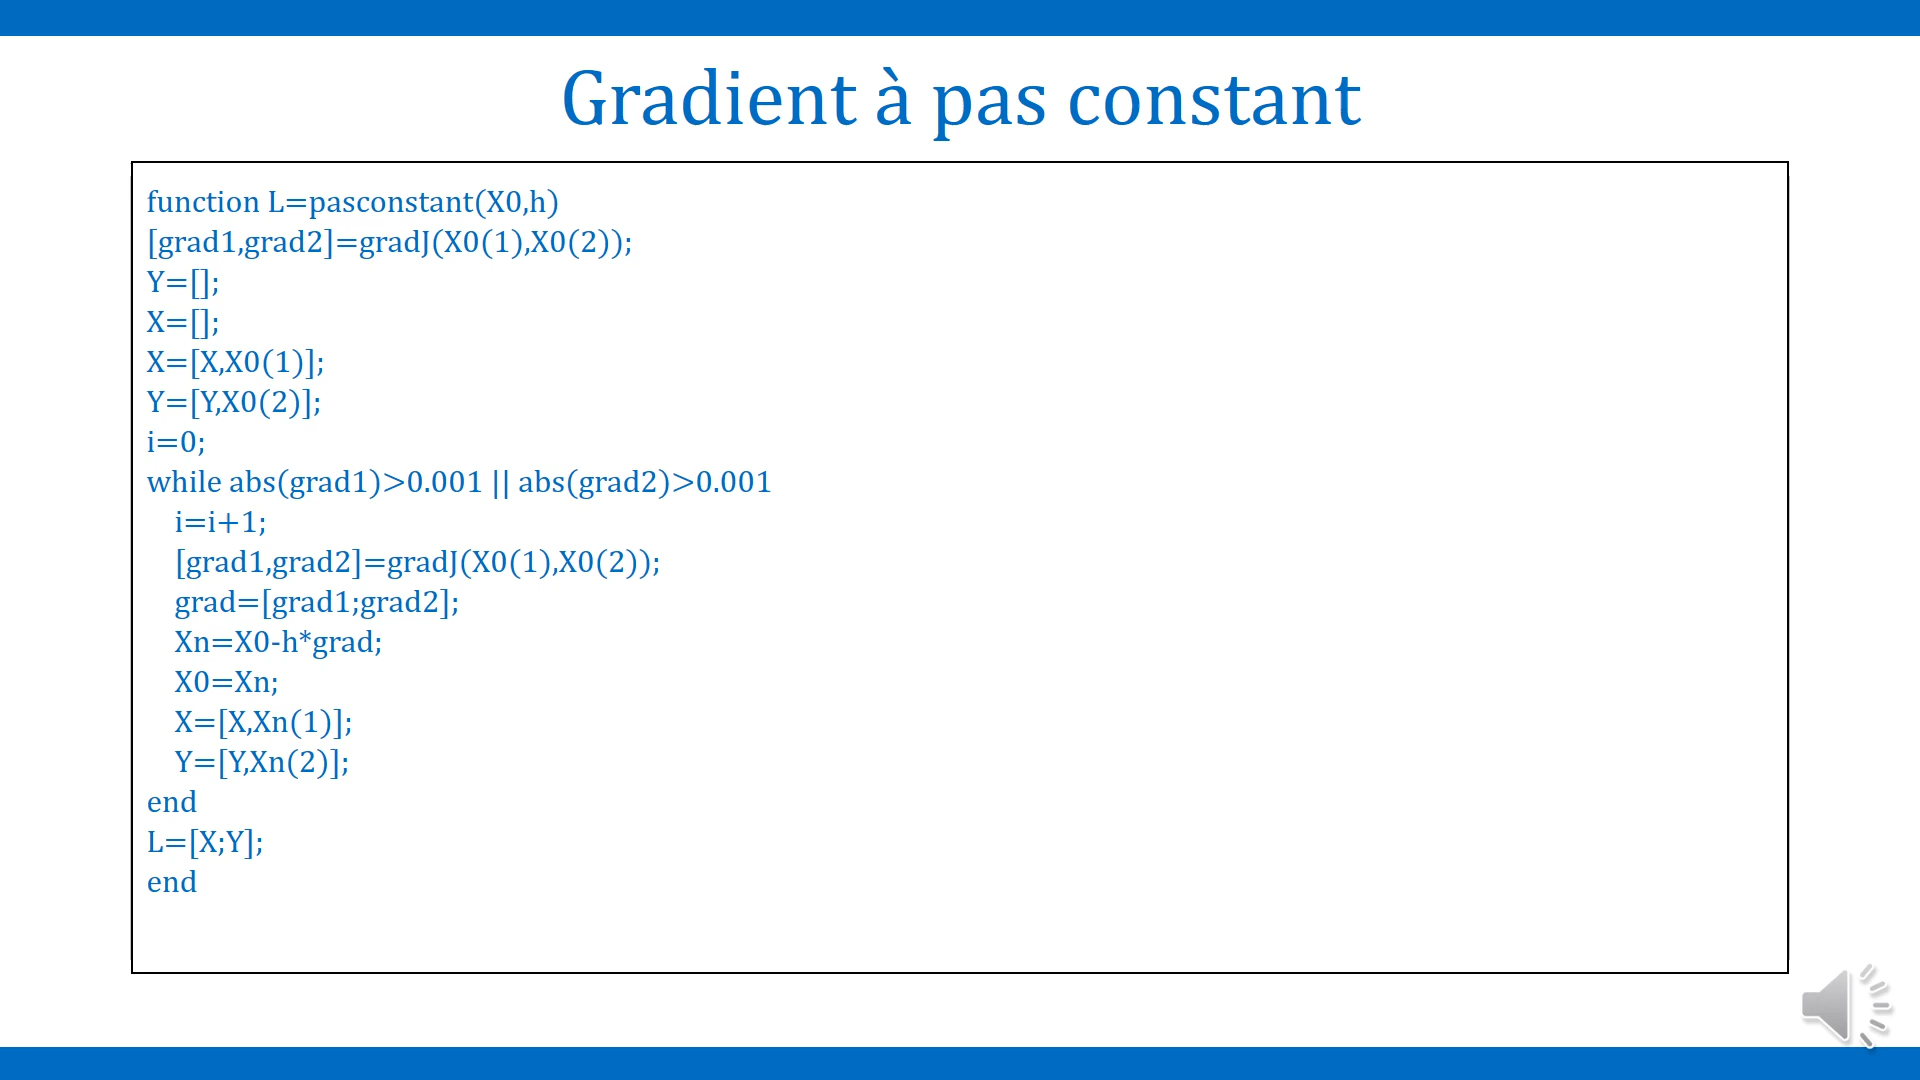 Gradient à pas constant
function L=pasconstant(X0,h)
[grad1,grad2]=gradJ(X0(1),X0(2));
Y=[];
X=[];
X=[X,X0(1)];
Y=[Y,X0(2)];
i=0;
while abs(grad1)>0.001 || abs(grad2)>0.001
i=i+1;
[grad1,grad2]=gradJ(X0(1),X0(2));
grad=[grad1;grad2];
Xn=X0-h*grad;
X0=Xn;
X=[X,Xn(1)];
Y=[Y,Xn(2)];
end
L=[X;Y];
end